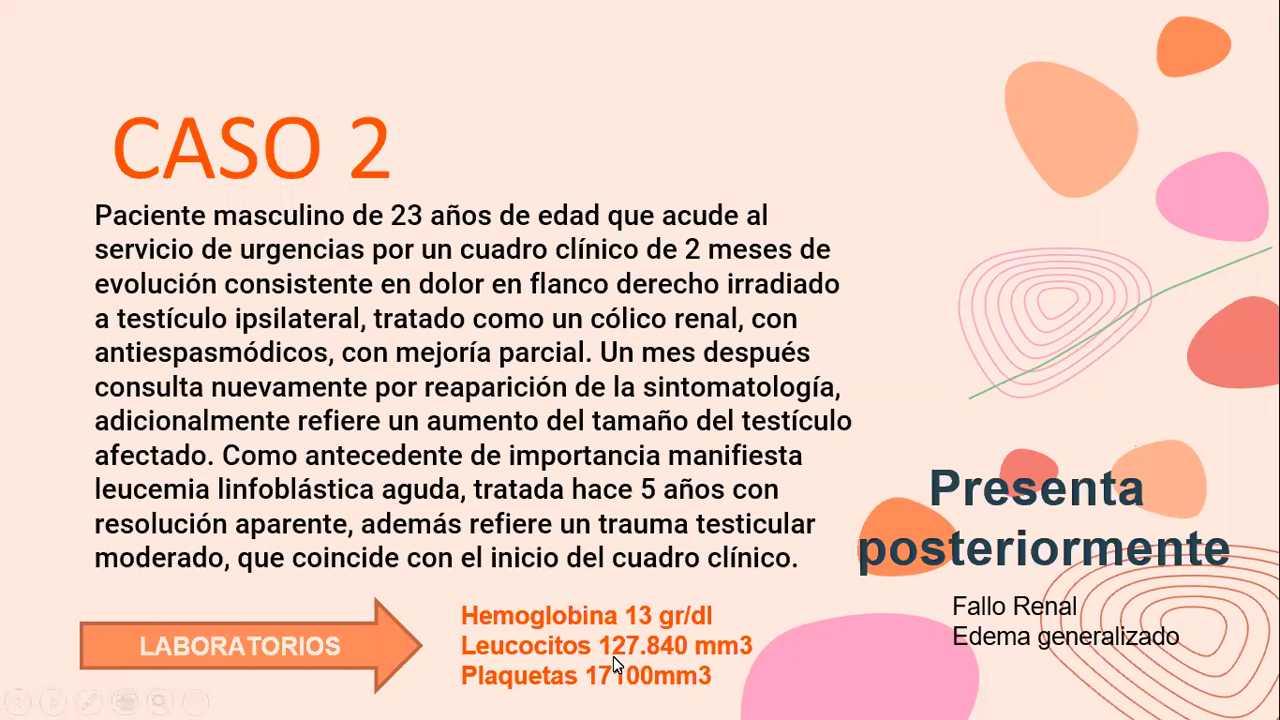 CASO 2
Paciente masculino de 23 años de edad que acude al
servicio de urgencias por un cuadro clínico de 2 meses de
evolución consistente en dolor en flanco derecho irradiado
a testículo ipsilateral, tratado como un cólico renal, con
antiespasmódicos, con mejoría parcial. Un mes después
consulta nuevamente por reaparición de la sintomatología,
adicionalmente refiere un aumento del tamaño del testículo
afectado. Como antecedente de importancia manifiesta
leucemia linfoblástica aguda, tratada hace 5 años con
resolución aparente, además refiere un trauma testicular
moderado, que coincide con el inicio del cuadro clínico.
LABORATORIOS
Hemoglobina 13 gr/dl
Leucocitos 127.840 mm3
Plaquetas
Presenta
posteriormente
Fallo Renal
Edema generalizado